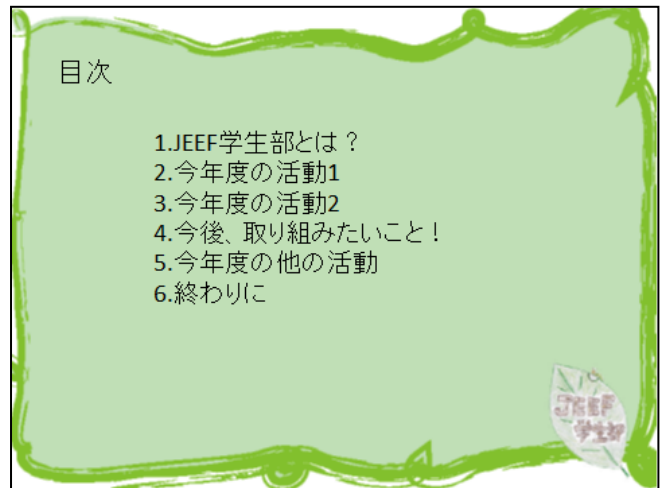 目次
1.JEEF学生部とは？
2.今年度の活動1
3.今年度の活動2
4.今後、取り組みたいこと！
5.今年度の他の活動
6.終わりに
JEEF
学生部